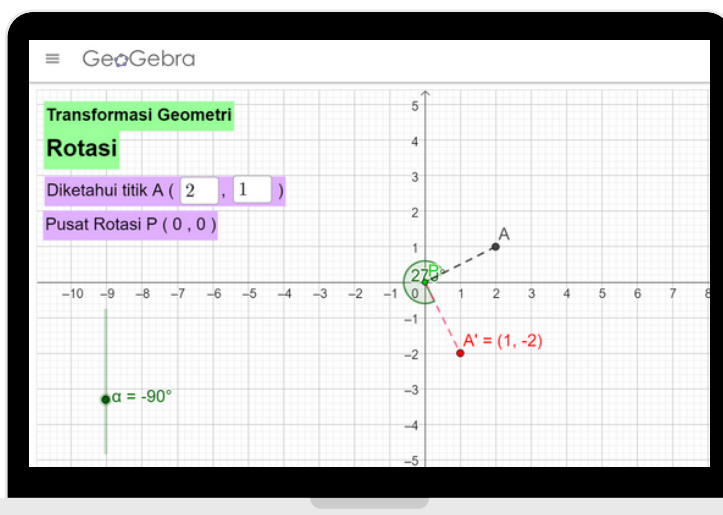 GeoGebra
Transformasi Geometri
Rotasi
Diketahui titik A ( 2 , 1 )
Pusat Rotasi P ( 0 , 0 )
5
4
3
2
1
A
P
−10 −9 −8 −7 −6 −5 −4 −3 −2 −1 0 1 2 3 4 5 6 7 8
−1
−2
−3
−4
−5
A' = (1, -2)
α = -90°